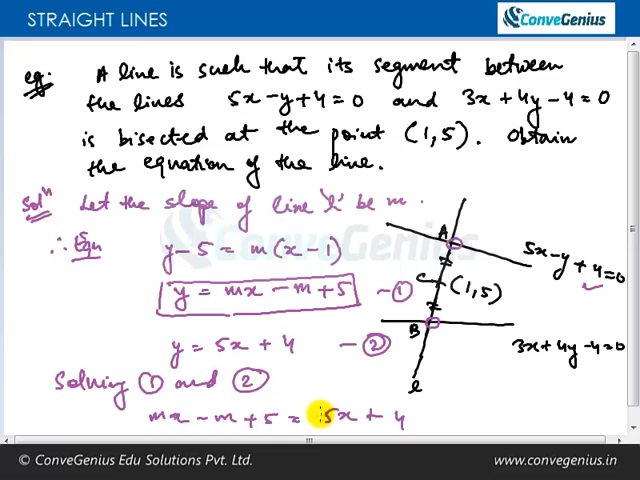 STRAIGHT LINES
ConveGenius
eg. A line is such that its segment between
the lines 5x-y+4=0 and 3x+4y-4=0
is bisected at the point (1,5). Obtain
the equation of the line.
Solⁿ Let the slope of line 'l' be m.
∴ Eqⁿ y-5 = m(x-1)
y = mx - m + 5 - ①
y = 5x + 4 - ②
Solving ① and ②
mx - m + 5 = 5x + 4
A
5x-y+4=0
C (1,5)
B
3x+4y-4=0
l
© ConveGenius Edu Solutions Pvt. Ltd.
www.convegenius.in